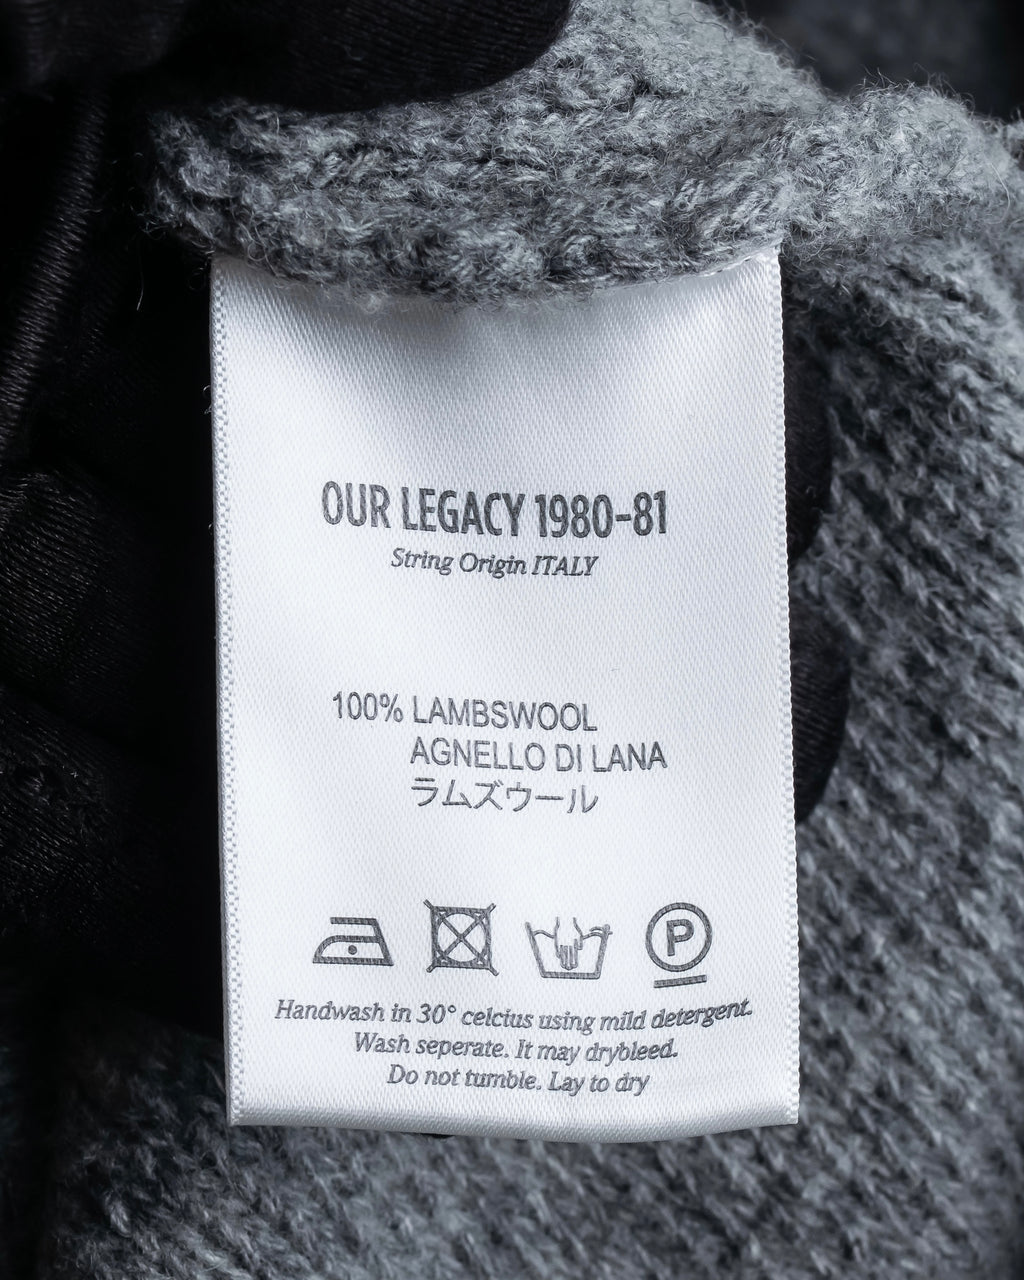 OUR LEGACY 1980-81
String Origin ITALY
100% LAMBSWOOL
AGNELLO DI LANA
ラムズウール
P
Handwash in 30° celcius using mild detergent.
Wash seperate. It may drybleed.
Do not tumble. Lay to dry